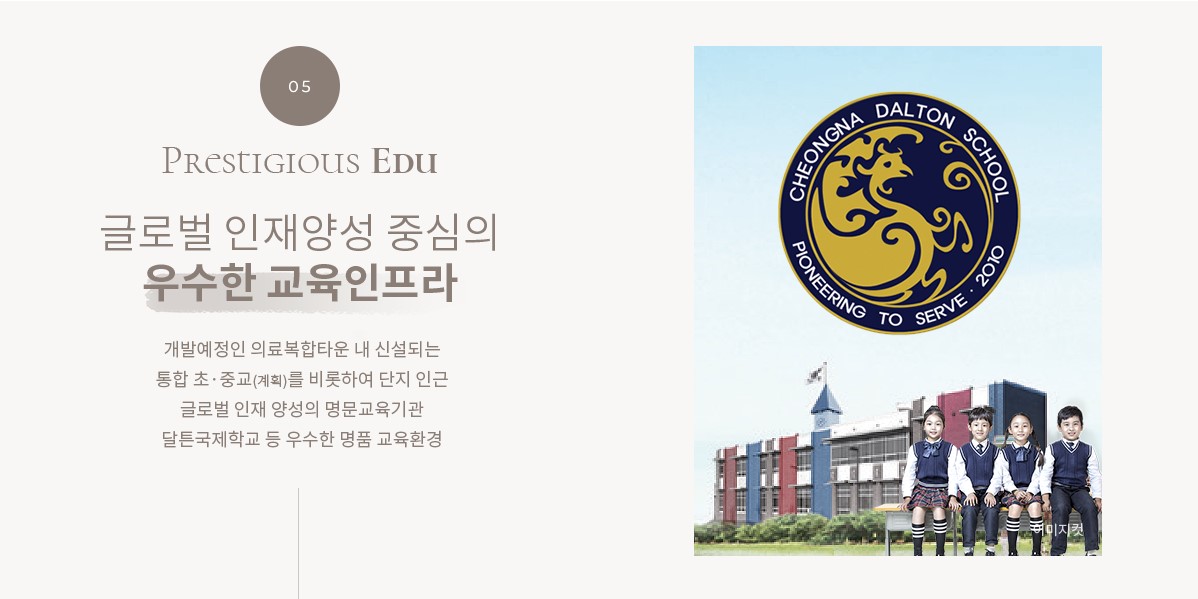 05
Prestigious Edu
글로벌 인재양성 중심의
우수한 교육인프라
개발예정인 의료복합타운 내 신설되는
통합 초·중교(계획)를 비롯하여 단지 인근
글로벌 인재 양성의 명문교육기관
달튼국제학교 등 우수한 명품 교육환경
CHEONGNA DALTON SCHOOL
PIONEERING TO SERVE · 2010
이미지컷